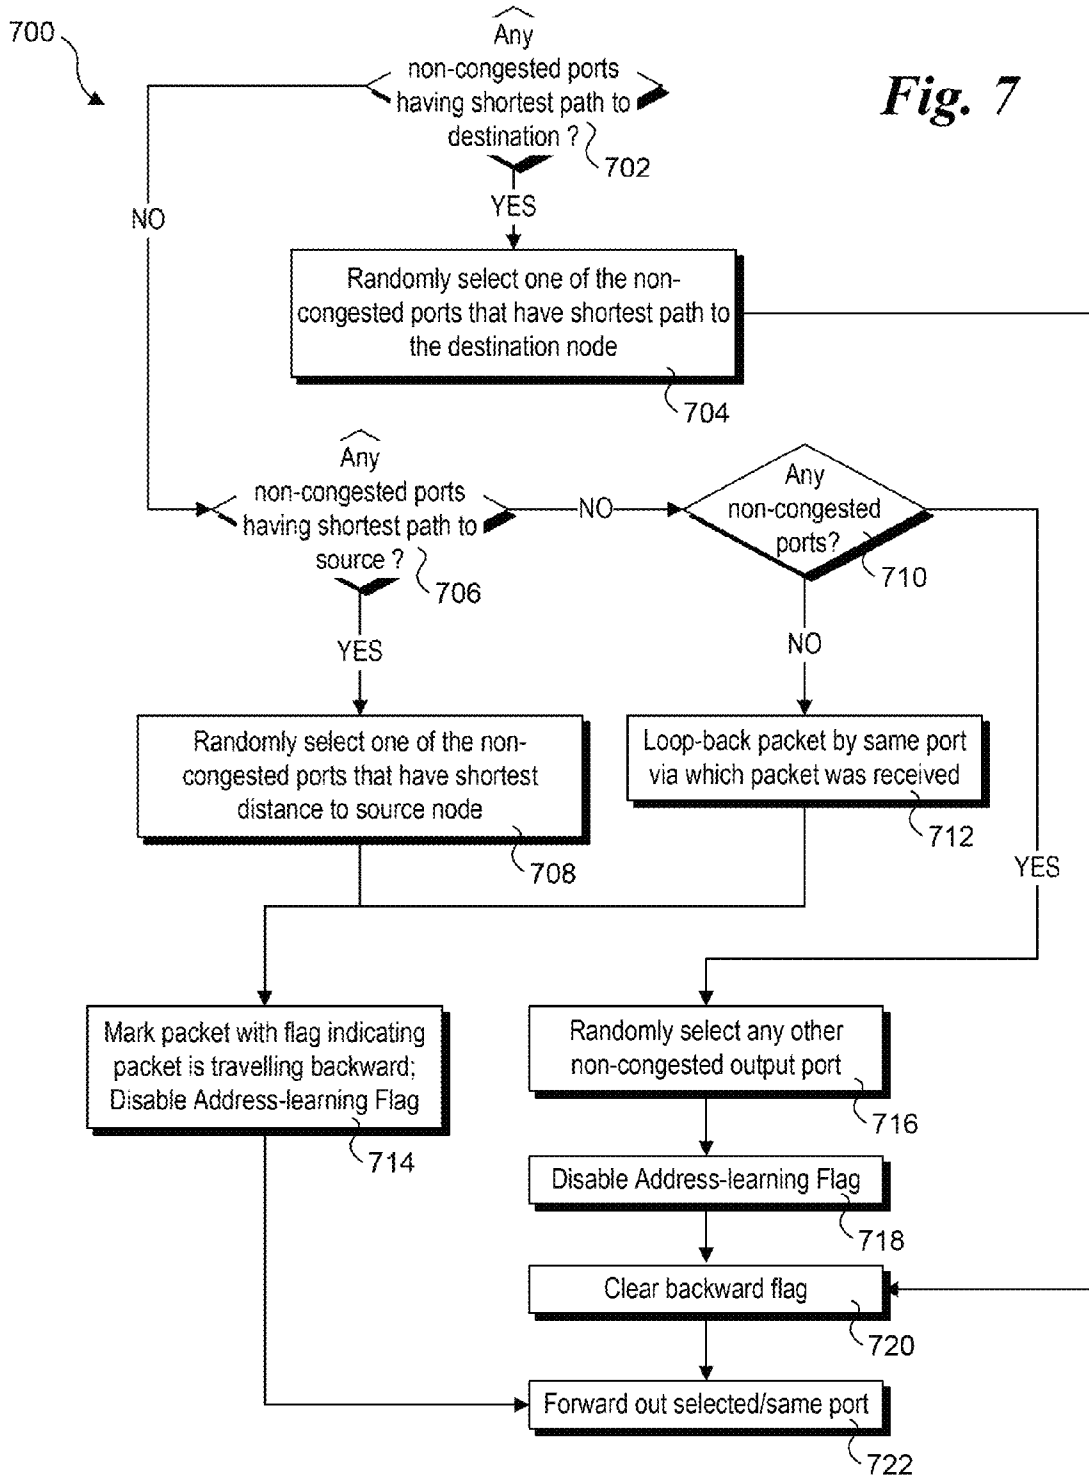 700
Fig. 7
Any
non-congested ports
having shortest path to
destination ?
702
NO
YES
Randomly select one of the non-
congested ports that have shortest path to
the destination node
704
Any
non-congested ports
having shortest path to
source ?
706
NO
Any
non-congested
ports?
710
YES
NO
Randomly select one of the non-
congested ports that have shortest
distance to source node
708
Loop-back packet by same port
via which packet was received
712
YES
Mark packet with flag indicating
packet is travelling backward;
Disable Address-learning Flag
714
Randomly select any other
non-congested output port
716
Disable Address-learning Flag
718
Clear backward flag
720
Forward out selected/same port
722